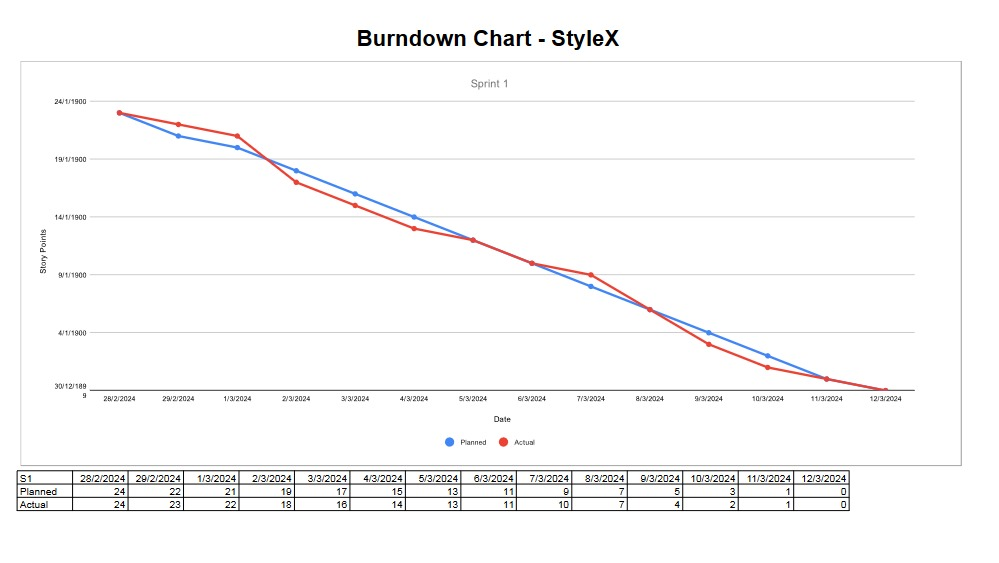 Burndown Chart - StyleX
Sprint 1
24/1/1900
19/1/1900
14/1/1900
9/1/1900
4/1/1900
30/12/189
9
Story Points
28/2/2024 29/2/2024 1/3/2024 2/3/2024 3/3/2024 4/3/2024 5/3/2024 6/3/2024 7/3/2024 8/3/2024 9/3/2024 10/3/2024 11/3/2024 12/3/2024
Date
Planned Actual
S1 28/2/2024 29/2/2024 1/3/2024 2/3/2024 3/3/2024 4/3/2024 5/3/2024 6/3/2024 7/3/2024 8/3/2024 9/3/2024 10/3/2024 11/3/2024 12/3/2024
Planned 24 22 21 19 17 15 13 11 9 7 5 3 1 0
Actual 24 23 22 18 16 14 13 11 10 7 4 2 1 0